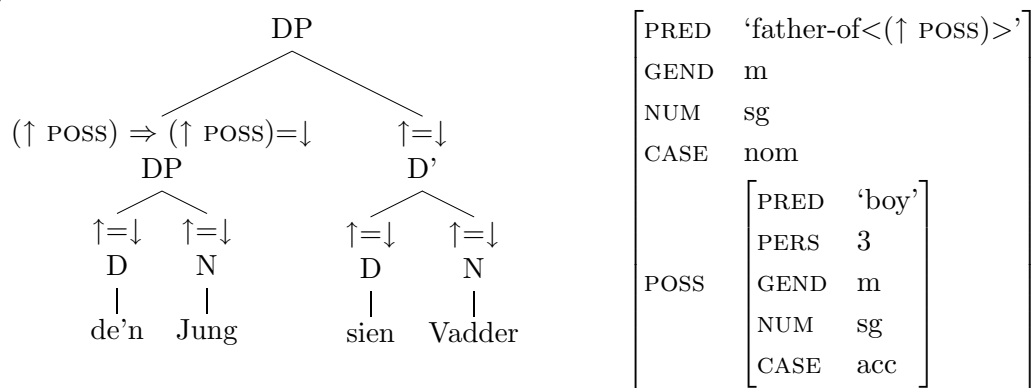 DP
(↑ POSS) ⇒ (↑ POSS)=↓ ↑=↓
DP D’
↑=↓ ↑=↓ ↑=↓ ↑=↓
D N D N
de’n Jung sien Vadder
PRED ‘father-of<(↑ POSS)>’
GEND m
NUM sg
CASE nom
POSS
PRED ‘boy’
PERS 3
GEND m
NUM sg
CASE acc